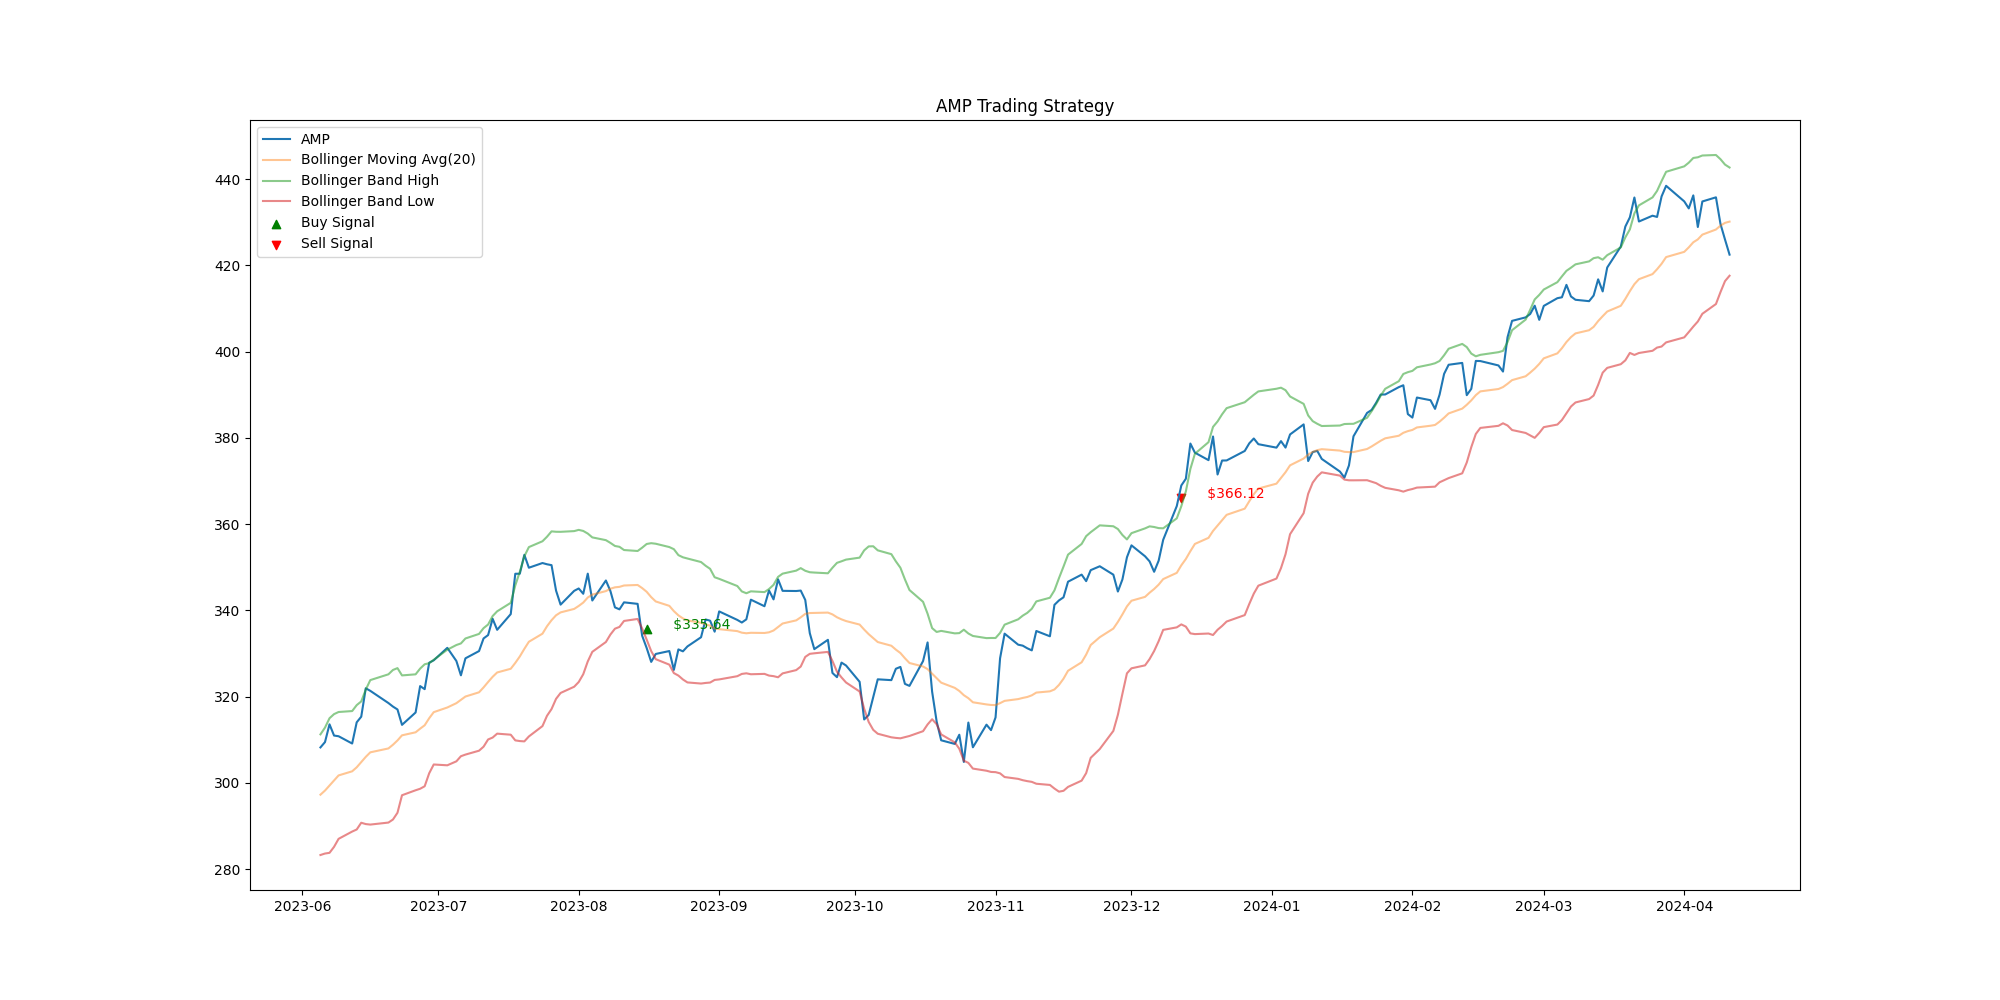 AMP Trading Strategy
AMP
Bollinger Moving Avg(20)
Bollinger Band High
Bollinger Band Low
Buy Signal
Sell Signal
440
420
400
380
360
340
320
300
280
$366.12
$335.64
2023-06 2023-07 2023-08 2023-09 2023-10 2023-11 2023-12 2024-01 2024-02 2024-03 2024-04